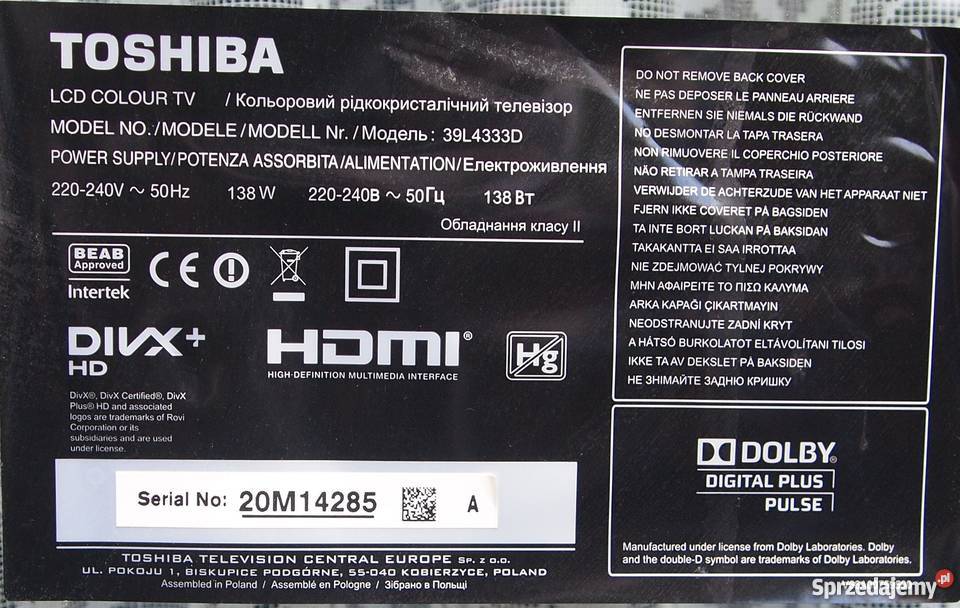 TOSHIBA
LCD COLOUR TV / Кольоровий рідкокристалічний телевізор
MODEL NO./MODELE/MODELL Nr./Модель: 39L4333D
POWER SUPPLY/POTENZA ASSORBITA/ALIMENTATION/Електроживлення
220-240V ~ 50Hz 138 W 220-240В ~ 50Гц 138 Вт
Обладнання класу II
BEAB
Approved
Intertek
CE
DIVX+
HD
HDMI®
HIGH-DEFINITION MULTIMEDIA INTERFACE
Hg
DivX®, DivX Certified®, DivX
Plus® HD and associated
logos are trademarks of Rovi
Corporation or its
subsidiaries and are used
under license.
Serial No: 20M14285 A
TOSHIBA TELEVISION CENTRAL EUROPE Sp. z o.o.
UL. POKOJU 1, BISKUPICE PODGÓRNE, 55-040 KOBIERZYCE, POLAND
Assembled in Poland / Assemblé en Pologne / Зібрано в Польщі
DO NOT REMOVE BACK COVER
NE PAS DEPOSER LE PANNEAU ARRIERE
ENTFERNEN SIE NIEMALS DIE RÜCKWAND
NO DESMONTAR LA TAPA TRASERA
NON RIMUOVERE IL COPERCHIO POSTERIORE
NÃO RETIRAR A TAMPA TRASEIRA
VERWIJDER DE ACHTERZUDE VAN HET APPARAAT NIET
FJERN IKKE COVERET PÅ BAGSIDEN
TA INTE BORT LUCKAN PÅ BAKSIDAN
TAKAKANTTA EI SAA IRROTTAA
NIE ZDEJMOWAĆ TYLNEJ POKRYWY
ΜΗΝ ΑΦΑΙΡΕΙΤΕ ΤΟ ΠΙΣΩ ΚΑΛΥΜΑ
ARKA KAPAĞI ÇIKARTMAYIN
NEODSTRANUJTE ZADNÍ KRYT
A HÁTSÓ BURKOLATOT ELTÁVOLÍTANI TILOSI
IKKE TA AV DEKSLET PÅ BAKSIDEN
НЕ ЗНІМАЙТЕ ЗАДНЮ КРИШКУ
DOLBY®
DIGITAL PLUS
PULSE
Manufactured under license from Dolby Laboratories. Dolby
and the double-D symbol are trademarks of Dolby Laboratories.
Sprzedajemy.pl